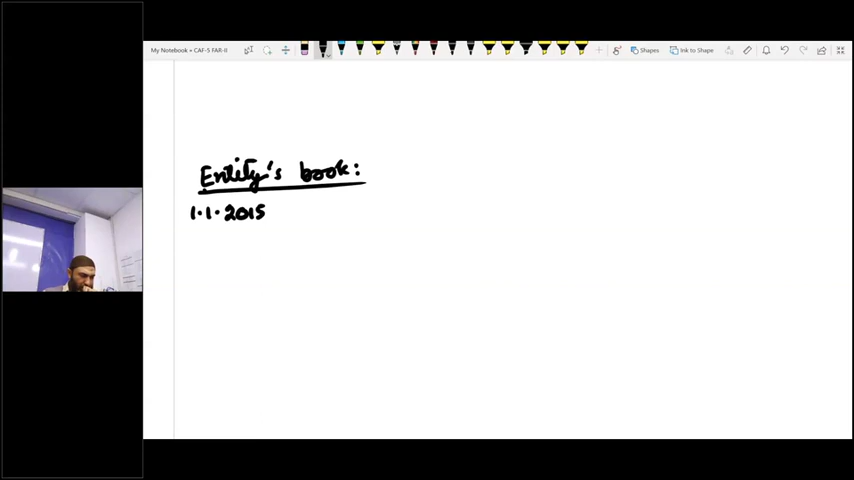 My Notebook » CAF-5 FAR-II
Shapes
Ink to Shape
Entity's book:
1.1.2015